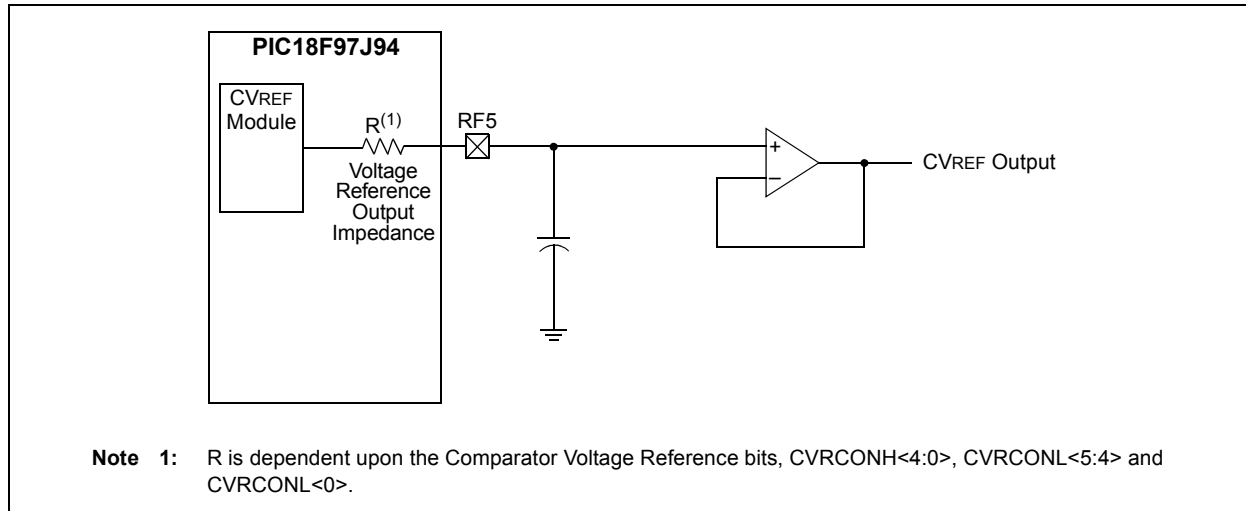 PIC18F97J94
CVREF
Module
R(1)
RF5
Voltage
Reference
Output
Impedance
+
–
CVREF Output
Note 1: R is dependent upon the Comparator Voltage Reference bits, CVRCONH<4:0>, CVRCONL<5:4> and
CVRCONL<0>.